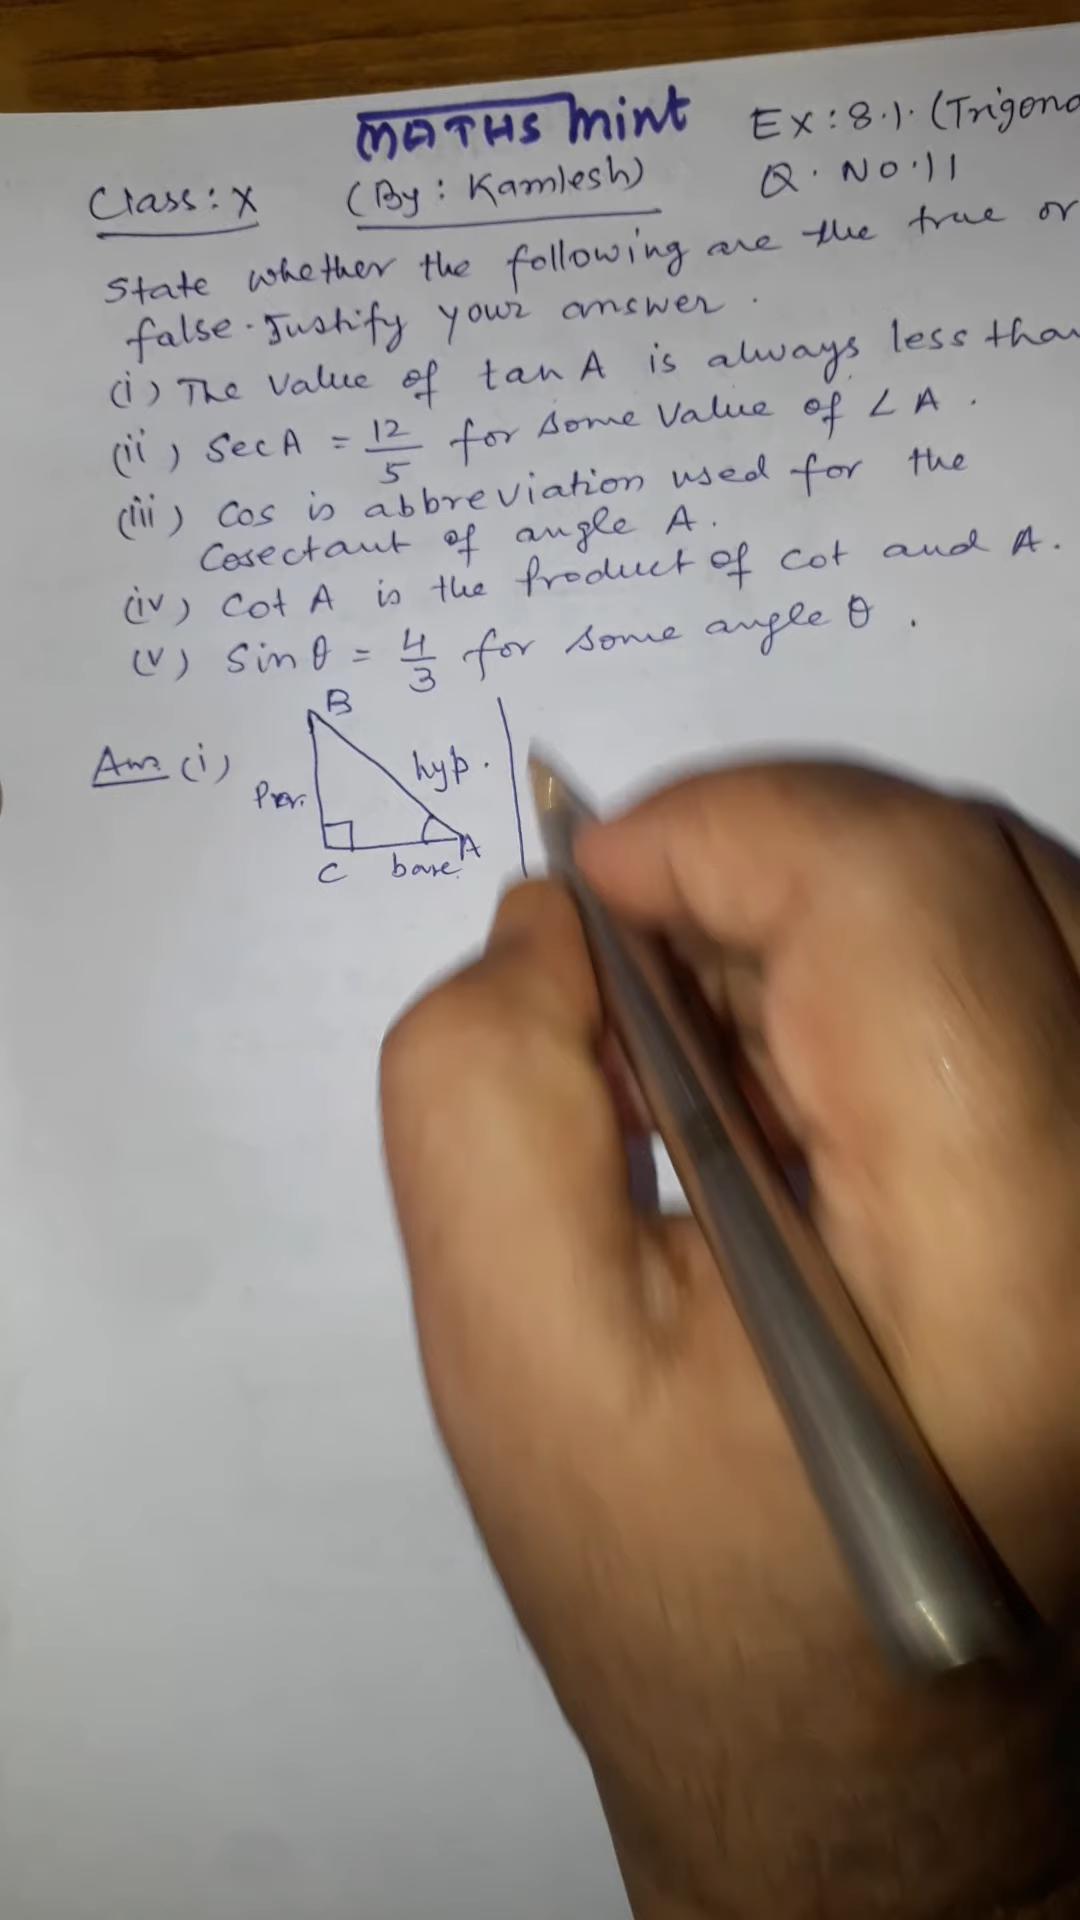 MATHS mint
Ex: 8.1. (Trigono
Class: X
(By: Kamlesh)
Q. No. 11
State whether the following are the true or
false. Justify your answer.
(i) The value of tan A is always less than
(ii) Sec A = 12/5 for some value of ∠A.
(iii) Cos is abbreviation used for the
Cosectant of angle A.
(iv) Cot A is the product of cot and A.
(v) Sin θ = 4/3 for some angle θ.
Ans. (i)
B
hyp.
Per.
A
C
base